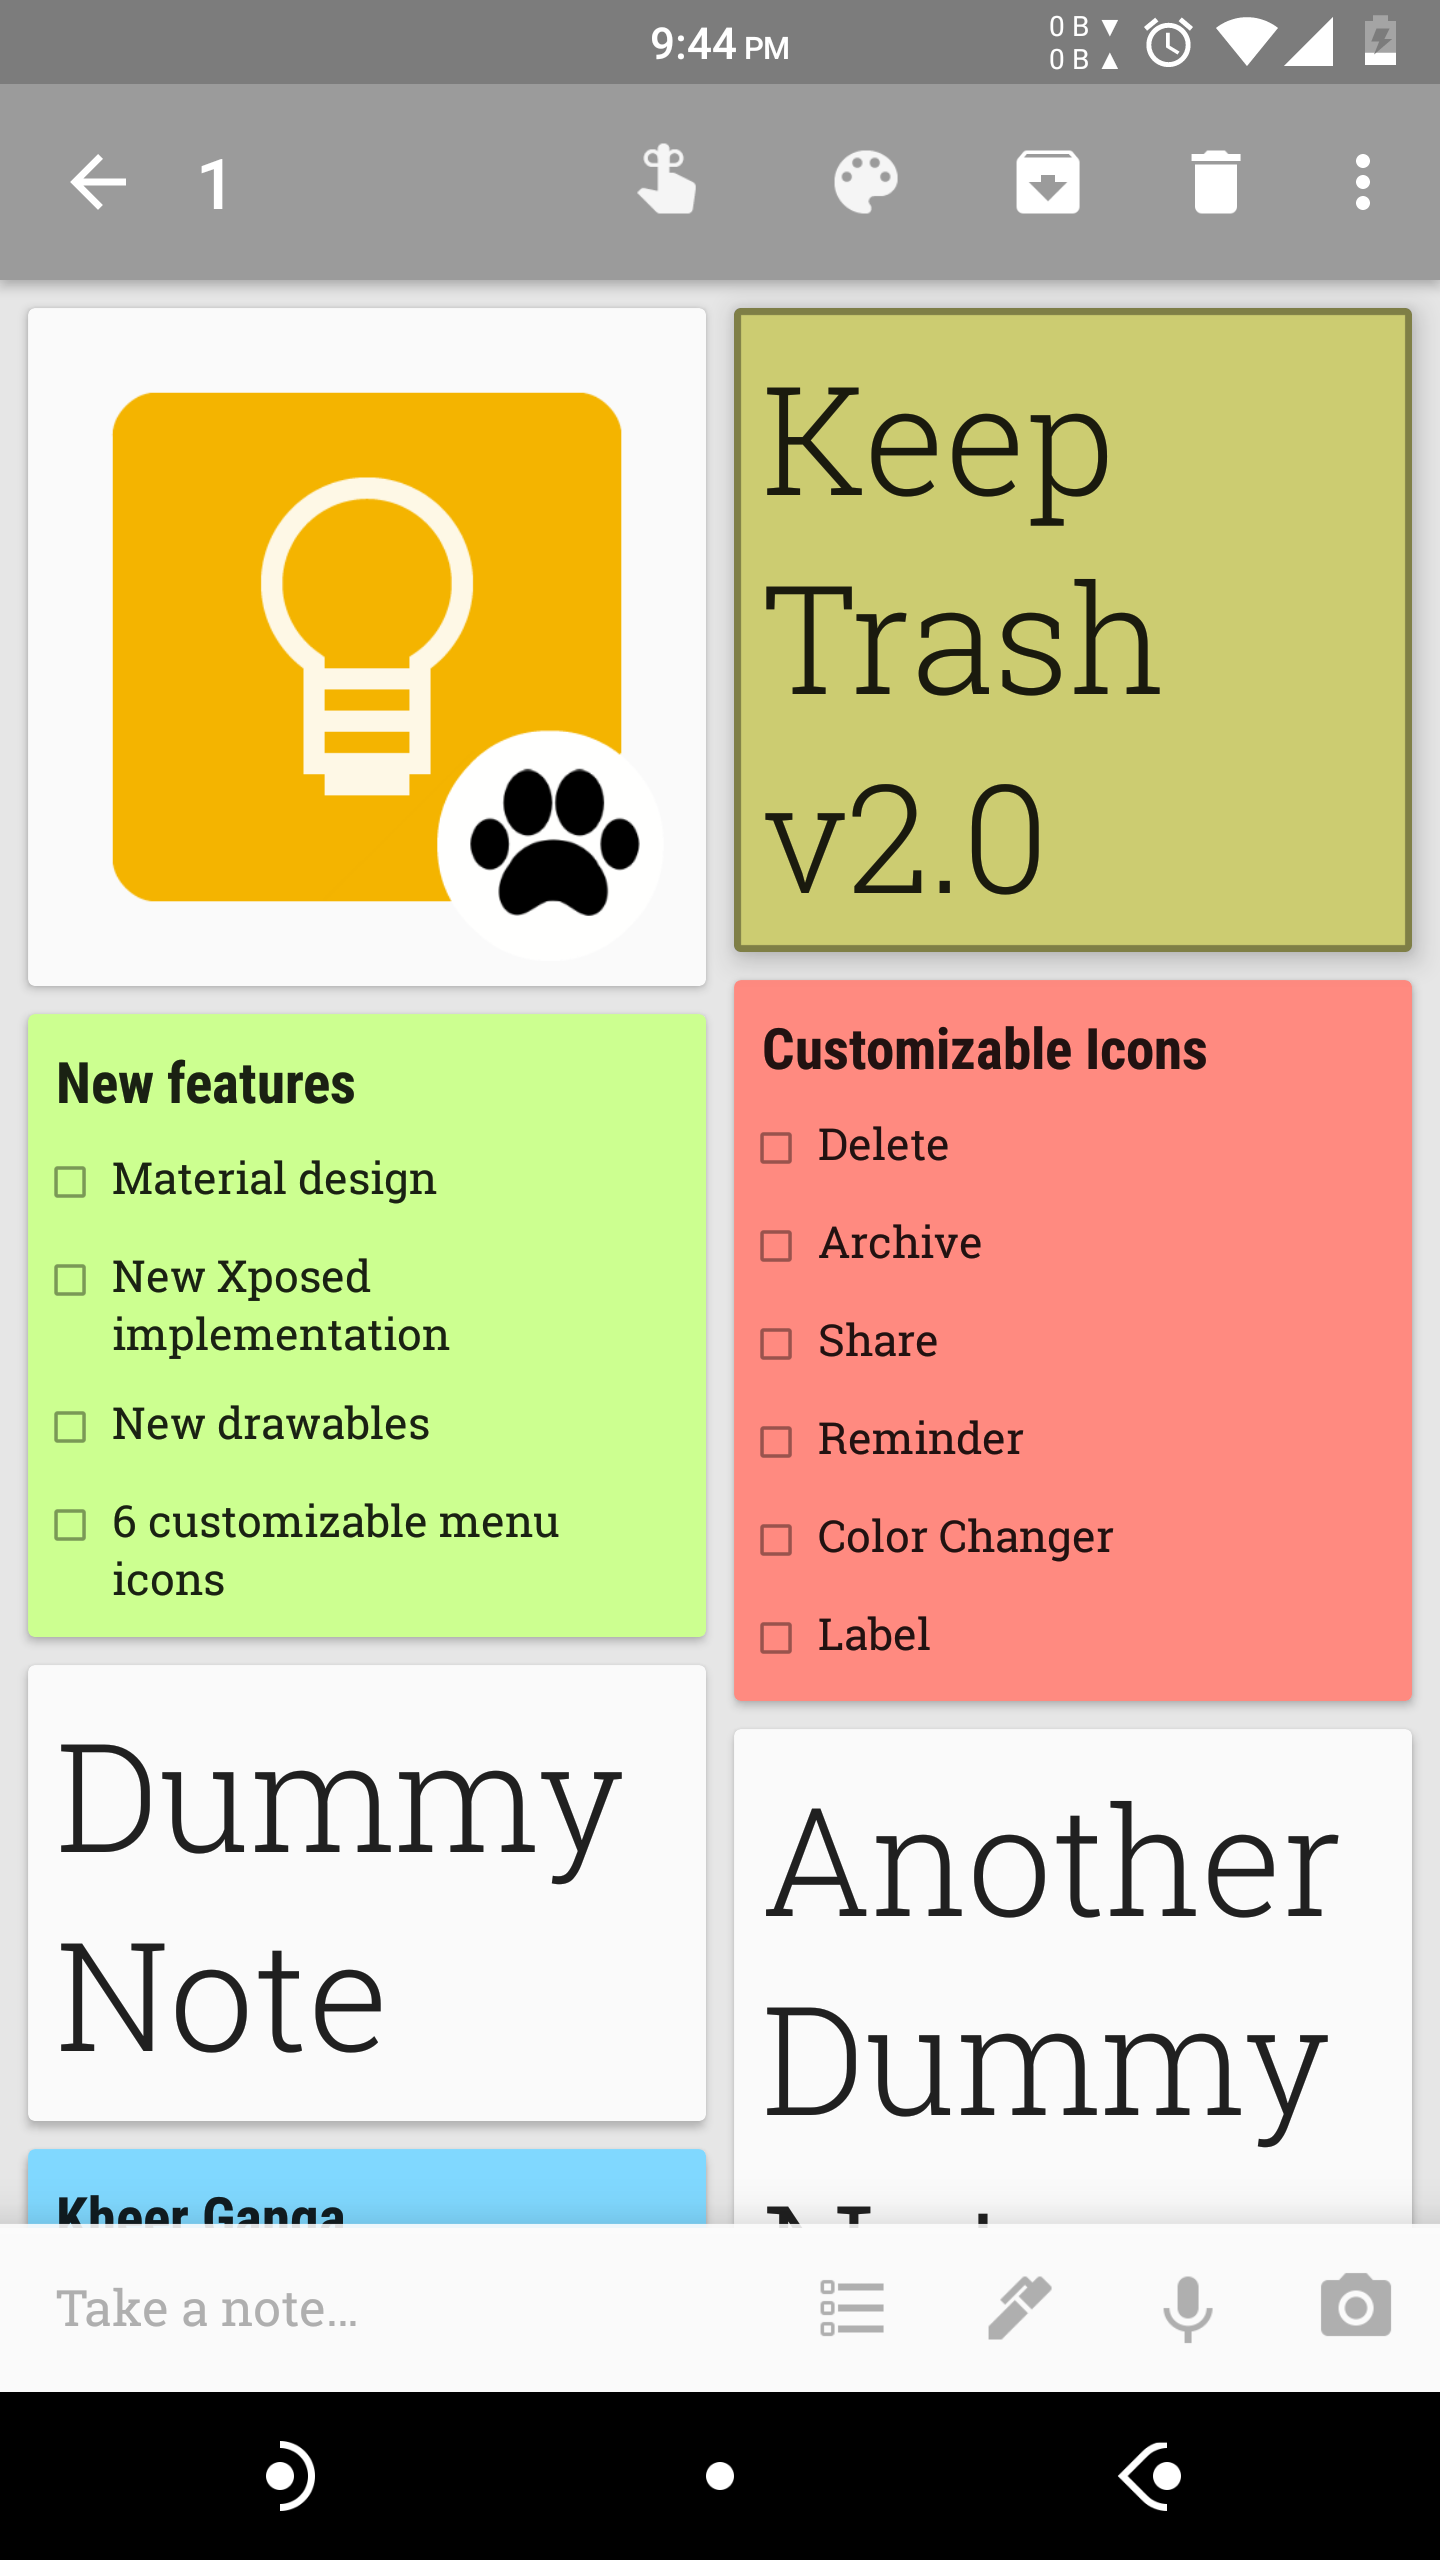 9:44 PM
0 B ▼
0 B ▲
1
Keep
Trash
v2.0
New features
Material design
New Xposed
implementation
New drawables
6 customizable menu
icons
Customizable Icons
Delete
Archive
Share
Reminder
Color Changer
Label
Dummy
Note
Another
Dummy
Kheer Ganga
Take a note...